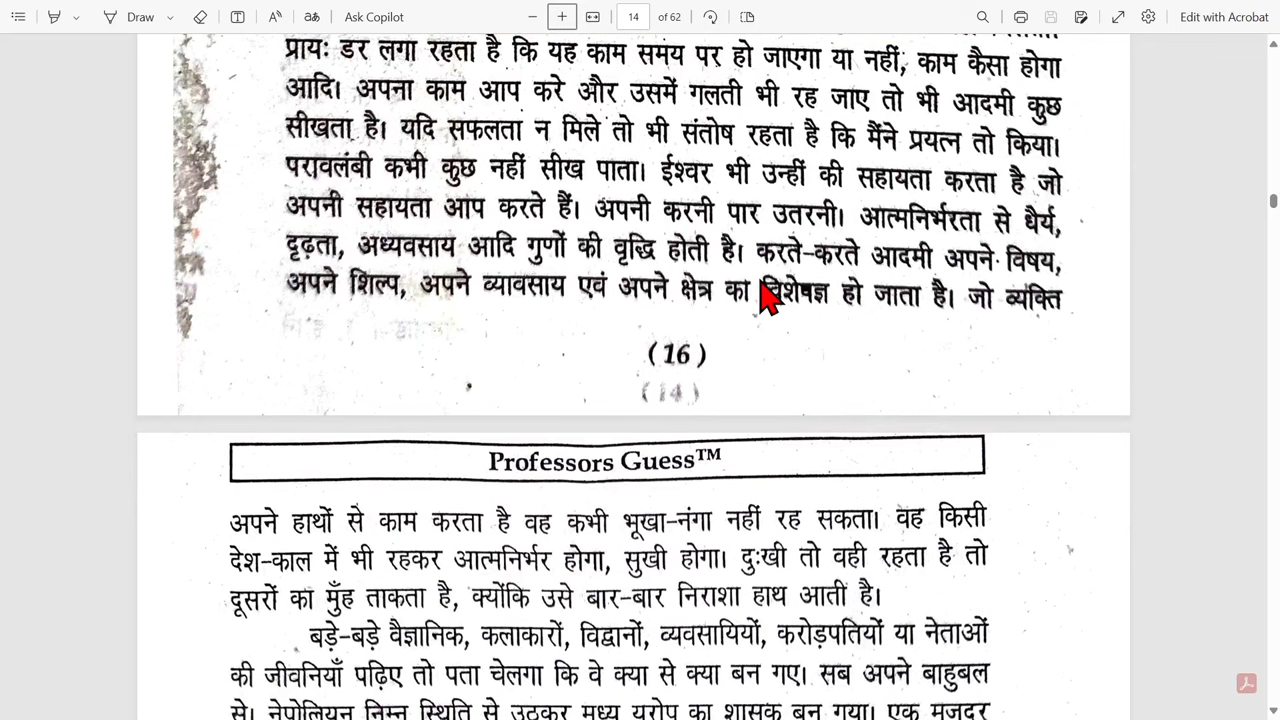 Draw
Ask Copilot
14 of 62
Edit with Acrobat
प्रायः डर लगा रहता है कि यह काम समय पर हो जाएगा या नहीं, काम कैसा होगा
आदि। अपना काम आप करे और उसमें गलती भी रह जाए तो भी आदमी कुछ
सीखता है। यदि सफलता न मिले तो भी संतोष रहता है कि मैंने प्रयत्न तो किया।
परावलंबी कभी कुछ नहीं सीख पाता। ईश्वर भी उन्हीं की सहायता करता है जो
अपनी सहायता आप करते हैं। अपनी करनी पार उतरनी। आत्मनिर्भरता से धैर्य,
दृढ़ता, अध्यवसाय आदि गुणों की वृद्धि होती है। करते-करते आदमी अपने विषय,
अपने शिल्प, अपने व्यावसाय एवं अपने क्षेत्र का विशेषज्ञ हो जाता है। जो व्यक्ति
(16)
(14)
Professors Guess™
अपने हाथों से काम करता है वह कभी भूखा-नंगा नहीं रह सकता। वह किसी
देश-काल में भी रहकर आत्मनिर्भर होगा, सुखी होगा। दुःखी तो वही रहता है तो
दूसरों का मुँह ताकता है, क्योंकि उसे बार-बार निराशा हाथ आती है।
बड़े-बड़े वैज्ञानिक, कलाकारों, विद्वानों, व्यवसायियों, करोड़पतियों या नेताओं
की जीवनियाँ पढ़िए तो पता चेलगा कि वे क्या से क्या बन गए। सब अपने बाहुबल
से। नेपोलियन निम्न स्थिति से उठकर मध्य यूरोप का शासक बन गया। एक मजदूर